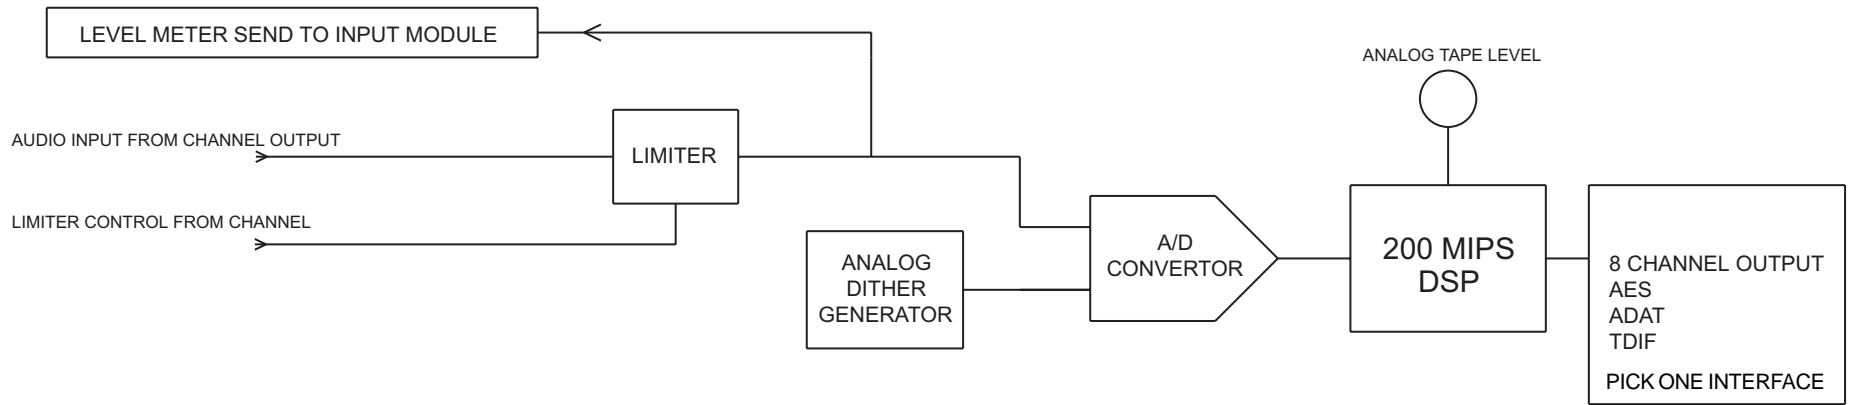 LEVEL METER SEND TO INPUT MODULE
ANALOG TAPE LEVEL
AUDIO INPUT FROM CHANNEL OUTPUT
LIMITER
LIMITER CONTROL FROM CHANNEL
ANALOG
DITHER
GENERATOR
A/D
CONVERTOR
200 MIPS
DSP
8 CHANNEL OUTPUT
AES
ADAT
TDIF
PICK ONE INTERFACE